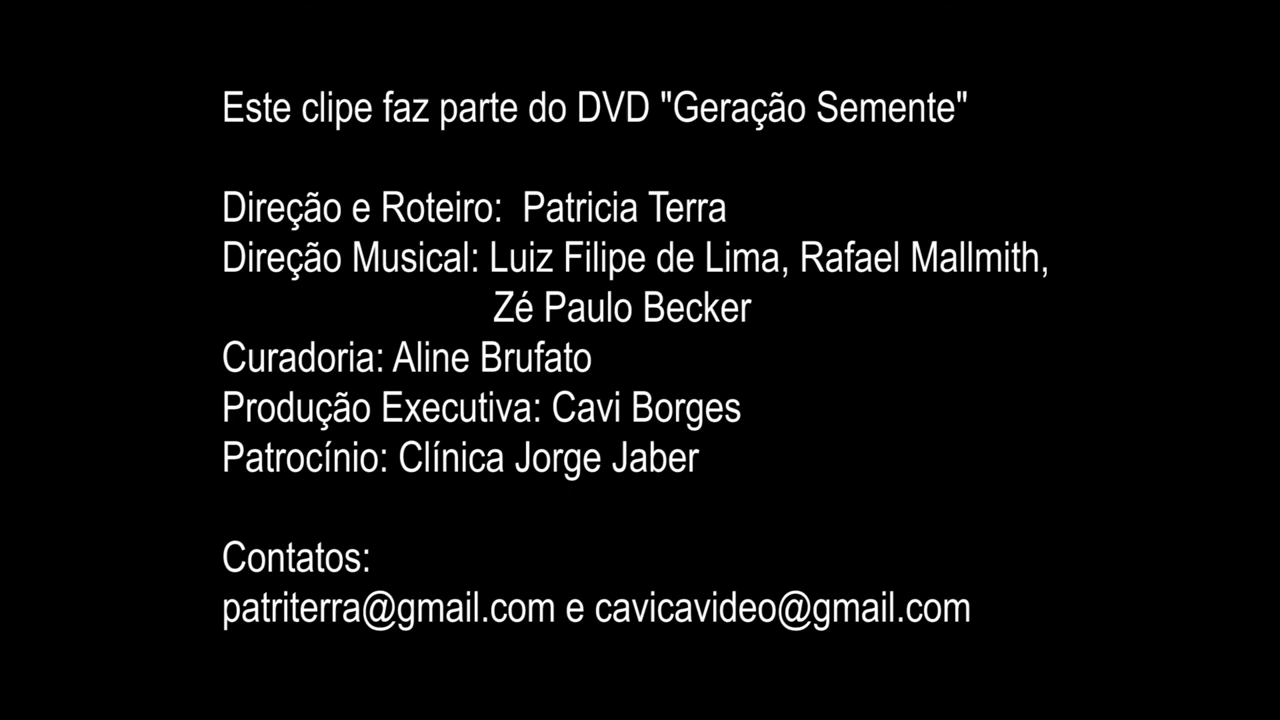 Este clipe faz parte do DVD "Geração Semente"
Direção e Roteiro:  Patricia Terra
Direção Musical: Luiz Filipe de Lima, Rafael Mallmith,
Zé Paulo Becker
Curadoria: Aline Brufato
Produção Executiva: Cavi Borges
Patrocínio: Clínica Jorge Jaber
Contatos:
patriterra@gmail.com e cavicavideo@gmail.com